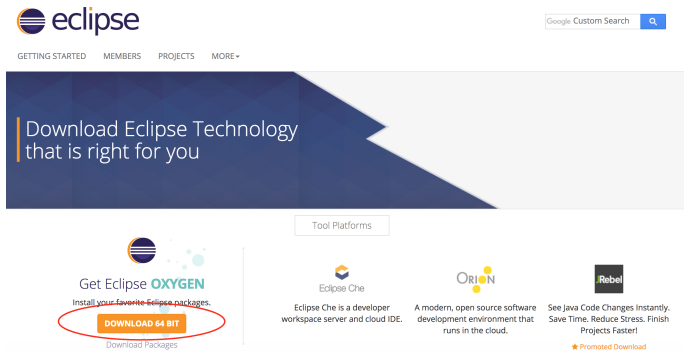 eclipse
Google Custom Search
GETTING STARTED MEMBERS PROJECTS MORE
Download Eclipse Technology
that is right for you
Tool Platforms
Get Eclipse OXYGEN
Install your favorite Eclipse packages.
DOWNLOAD 64 BIT
Download Packages
Eclipse Che
Eclipse Che is a developer
workspace server and cloud IDE.
ORION
A modern, open source software
development environment that
runs in the cloud.
JRebel
See Java Code Changes Instantly.
Save Time. Reduce Stress. Finish
Projects Faster!
Promoted Download